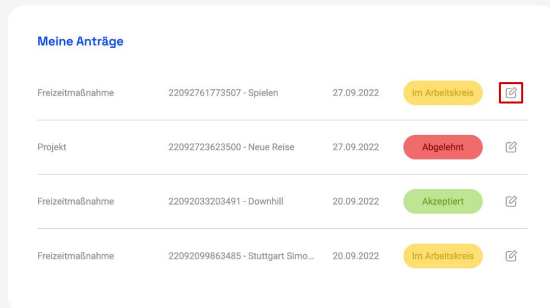 Meine Anträge
Freizeitmaßnahme 22092761773507 - Spielen 27.09.2022 Im Arbeitskreis
Projekt 22092723623500 - Neue Reise 27.09.2022 Abgelehnt
Freizeitmaßnahme 22092033203491 - Downhill 20.09.2022 Akzeptiert
Freizeitmaßnahme 22092099863485 - Stuttgart Simo... 20.09.2022 Im Arbeitskreis